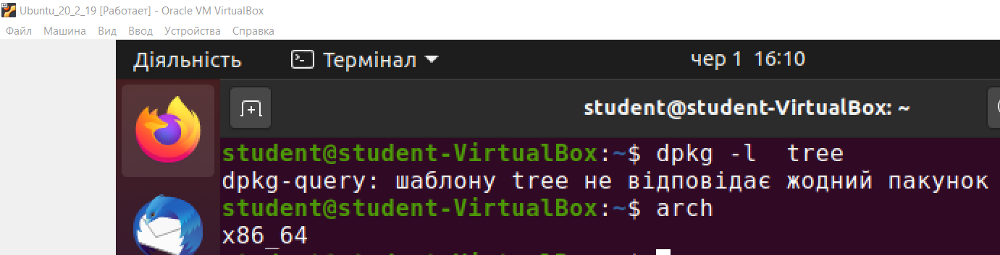 Ubuntu_20_2_19 [Работает] - Oracle VM VirtualBox
Файл Машина Вид Ввод Устройства Справка
Діяльність Термінал чер 1 16:10
student@student-VirtualBox: ~
student@student-VirtualBox:~$ dpkg -l  tree
dpkg-query: шаблону tree не відповідає жодний пакунок
student@student-VirtualBox:~$ arch
x86_64